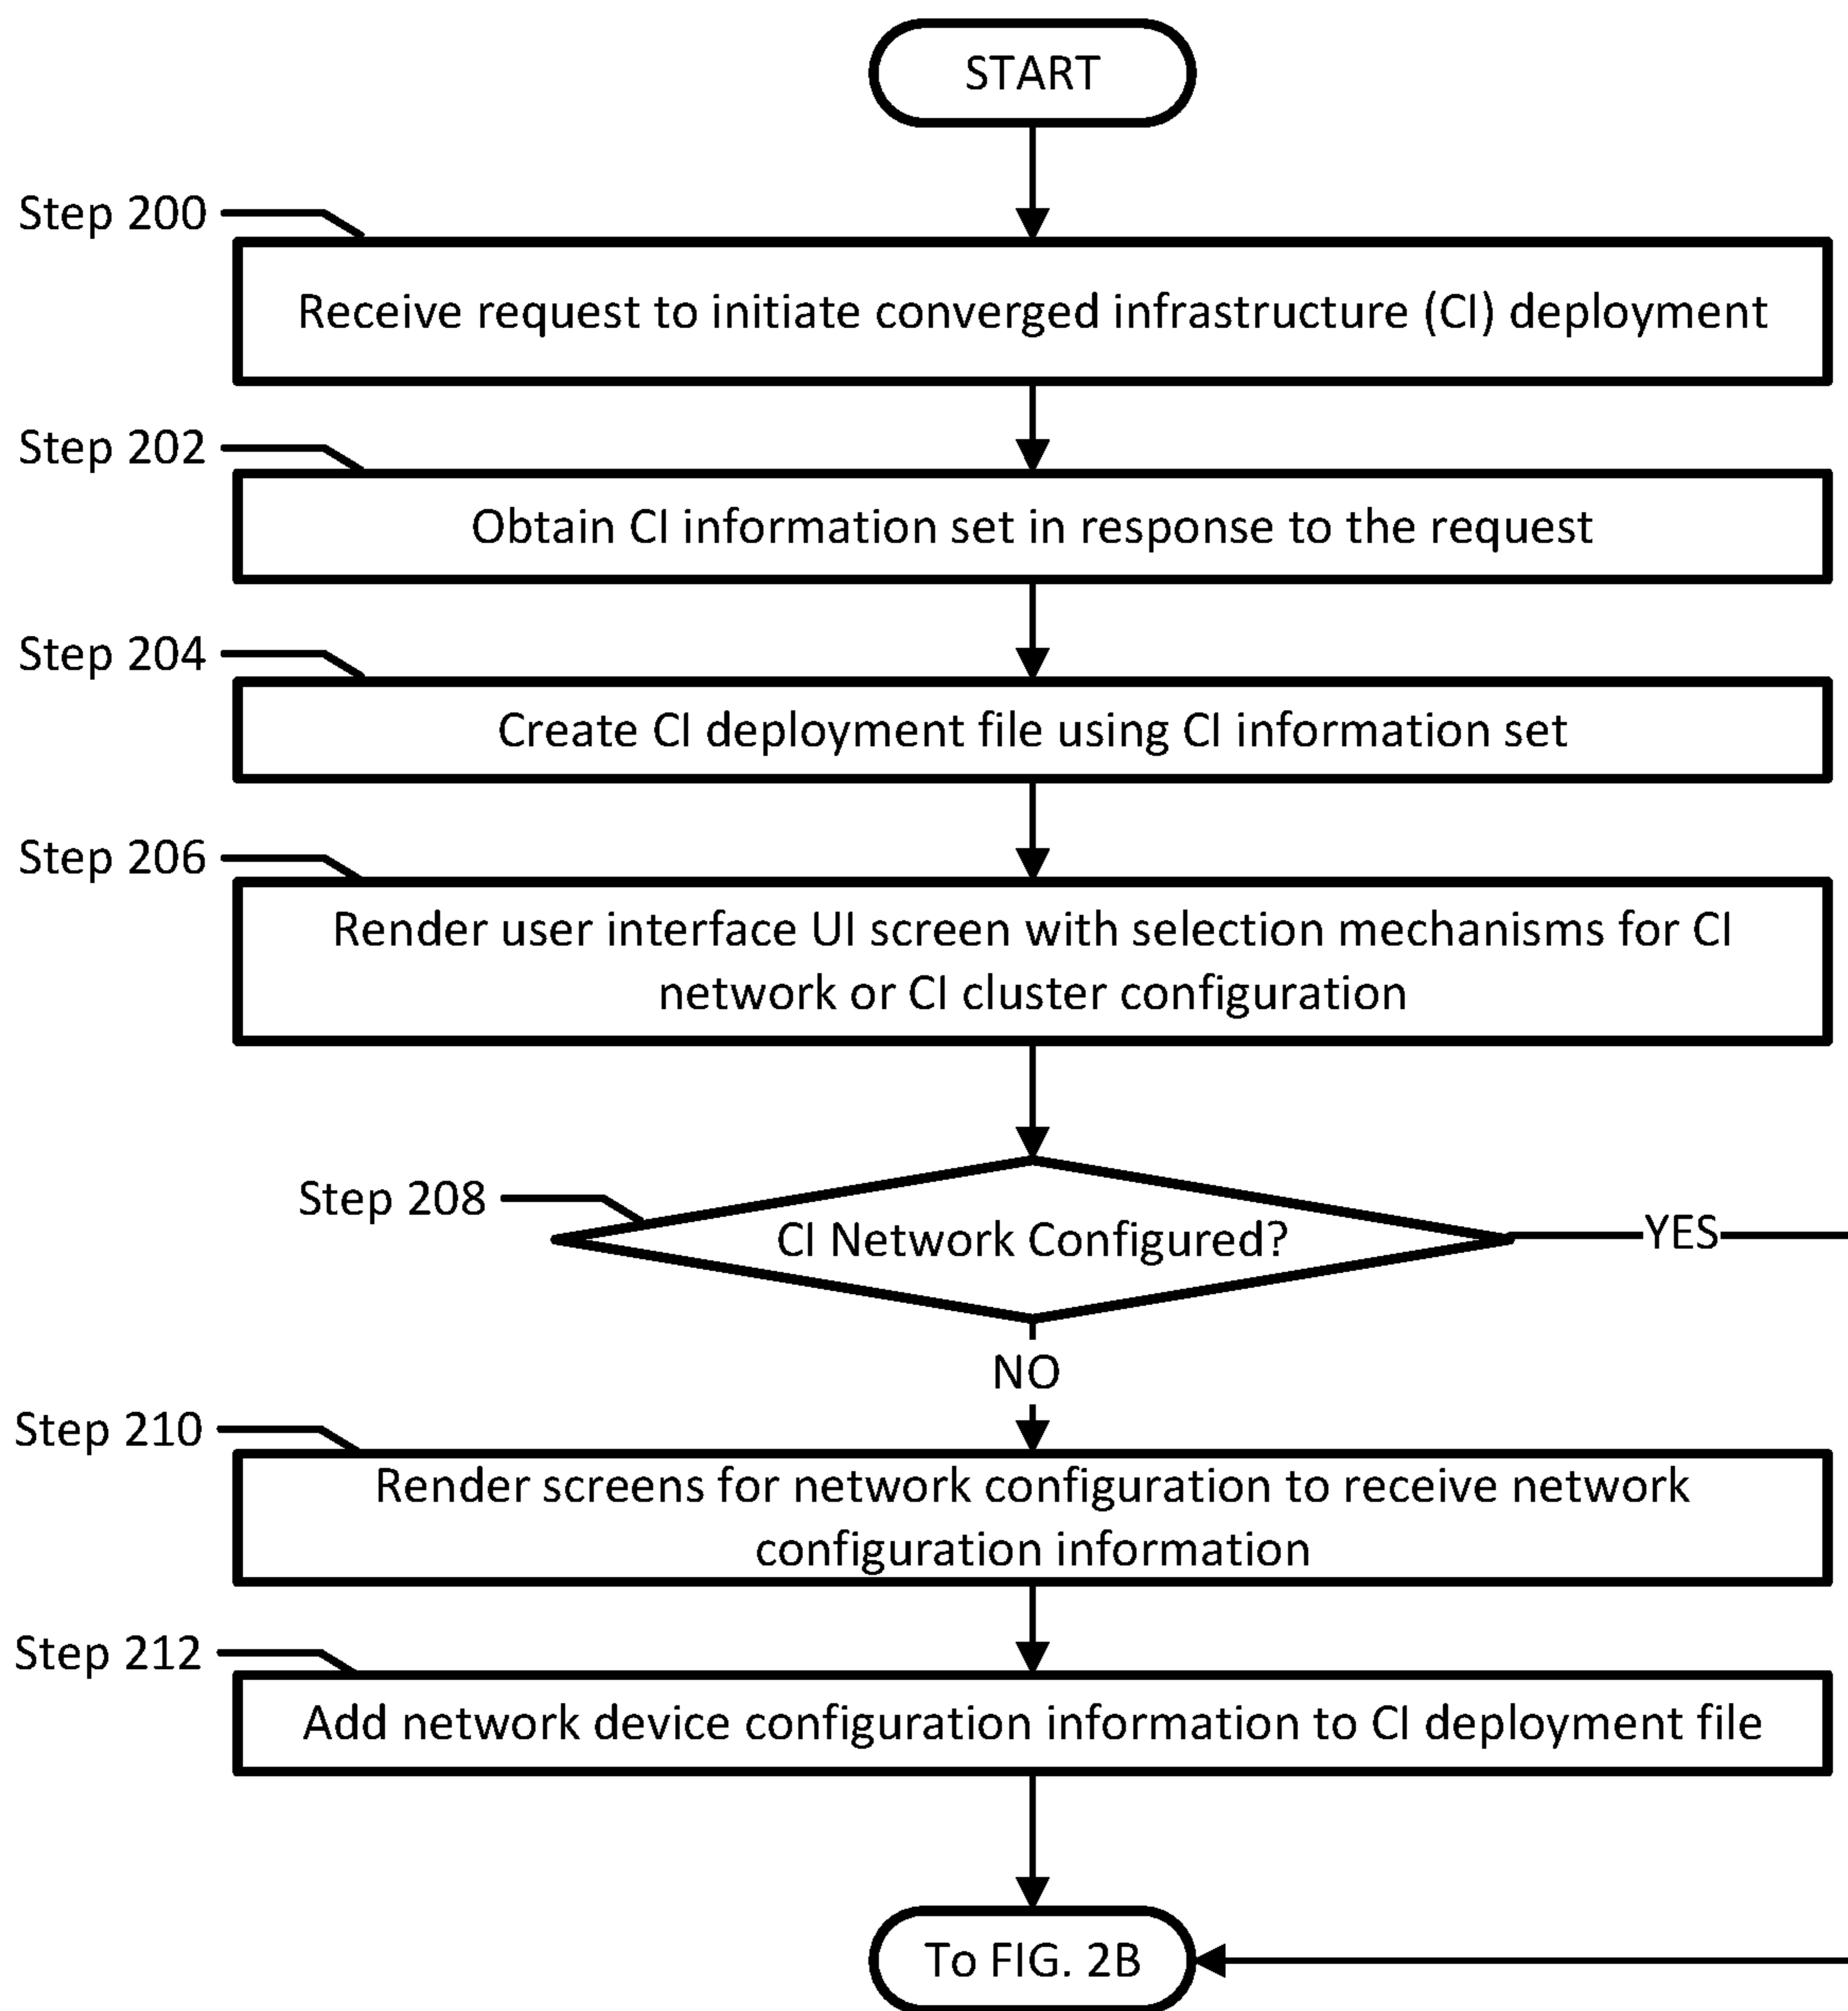 START
Step 200
Receive request to initiate converged infrastructure (CI) deployment
Step 202
Obtain CI information set in response to the request
Step 204
Create CI deployment file using CI information set
Step 206
Render user interface UI screen with selection mechanisms for CI
network or CI cluster configuration
Step 208
CI Network Configured?
YES
NO
Step 210
Render screens for network configuration to receive network
configuration information
Step 212
Add network device configuration information to CI deployment file
To FIG. 2B